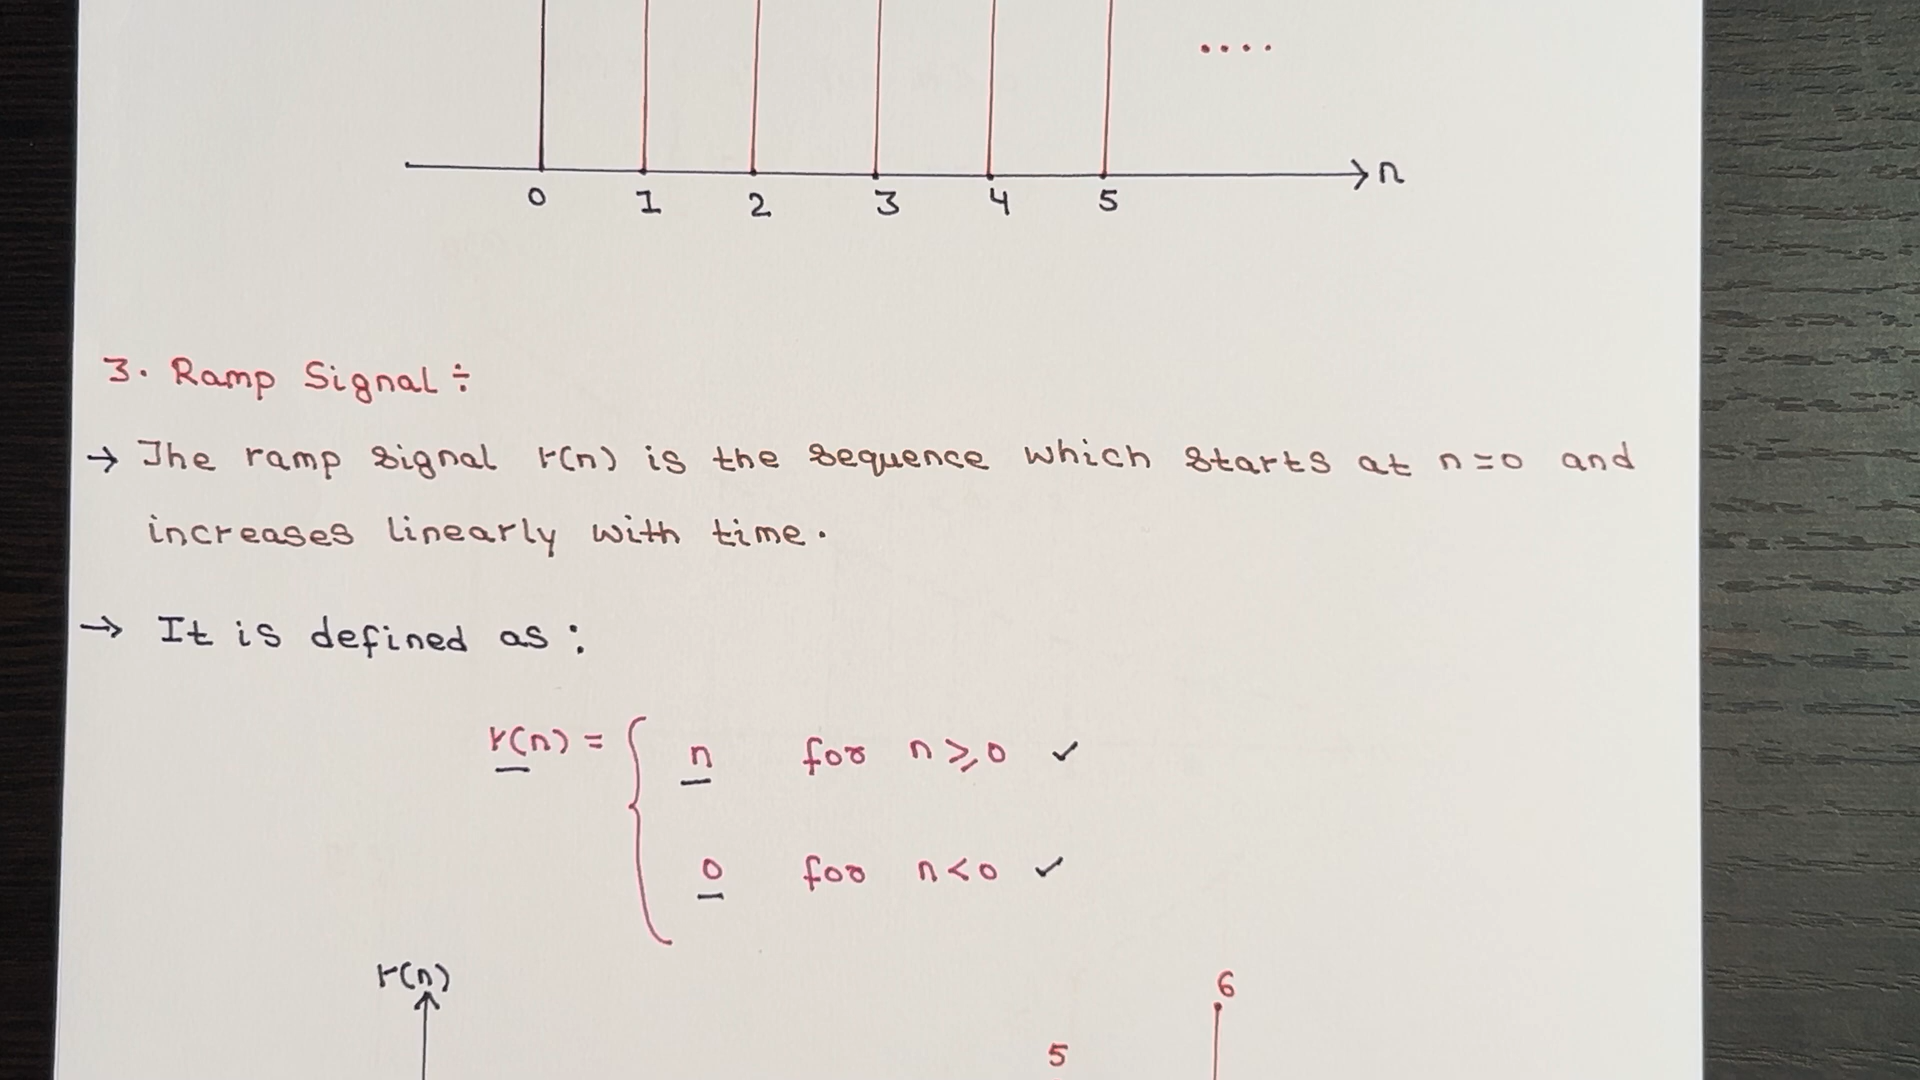 ....
n
0 1 2 3 4 5
3. Ramp Signal ÷
→ The ramp signal r(n) is the sequence which starts at n=0 and
increases linearly with time.
→ It is defined as :
r(n) = { n for n⩾0 ✓
0 for n<0 ✓
r(n)
6
5